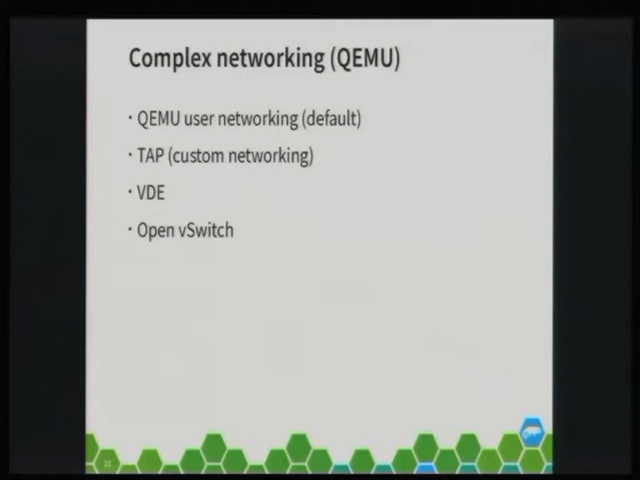 Complex networking (QEMU)
· QEMU user networking (default)
· TAP (custom networking)
· VDE
· Open vSwitch